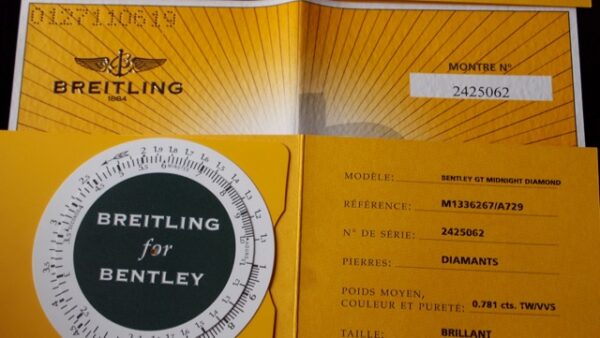 0127110619
BREITLING
1884
MONTRE N°
2425062
BREITLING
for
BENTLEY
MODÈLE: BENTLEY GT MIDNIGHT DIAMOND
RÉFÉRENCE: M1336267/A729
N° DE SÉRIE: 2425062
PIERRES: DIAMANTS
POIDS MOYEN,
COULEUR ET PURETÉ: 0.781 cts. TW/VVS
TAILLE: BRILLANT